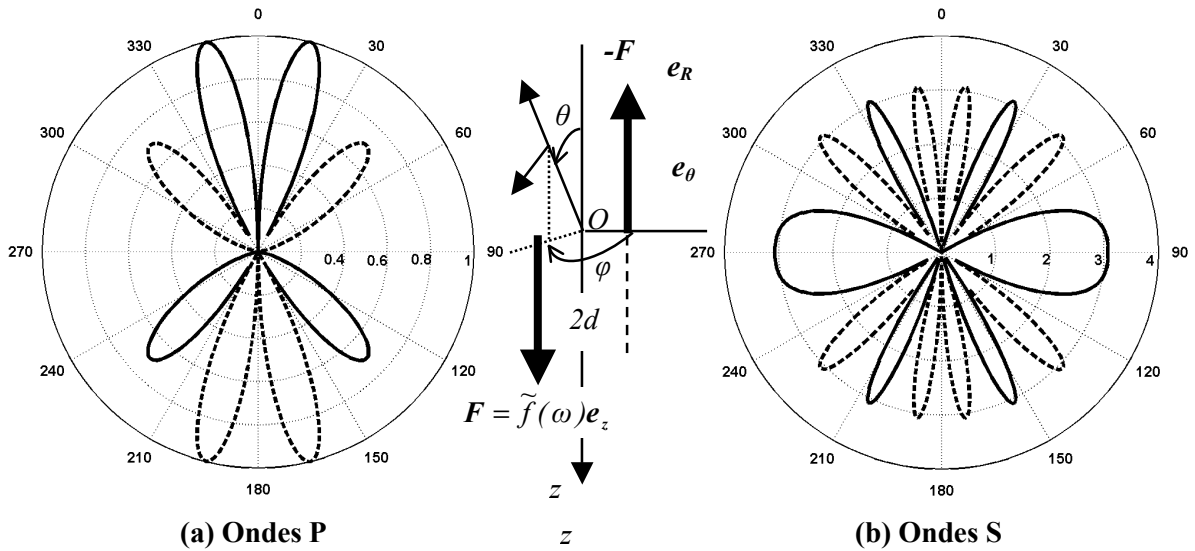 0
30
60
90
120
150
180
210
240
270
300
330
0.4
0.6
0.8
1
(a) Ondes P
-F
e_R
θ
e_θ
O
φ
2d
F = f̃(ω)e_z
z
z
0
30
60
90
120
150
180
210
240
270
300
330
1
2
3
4
(b) Ondes S